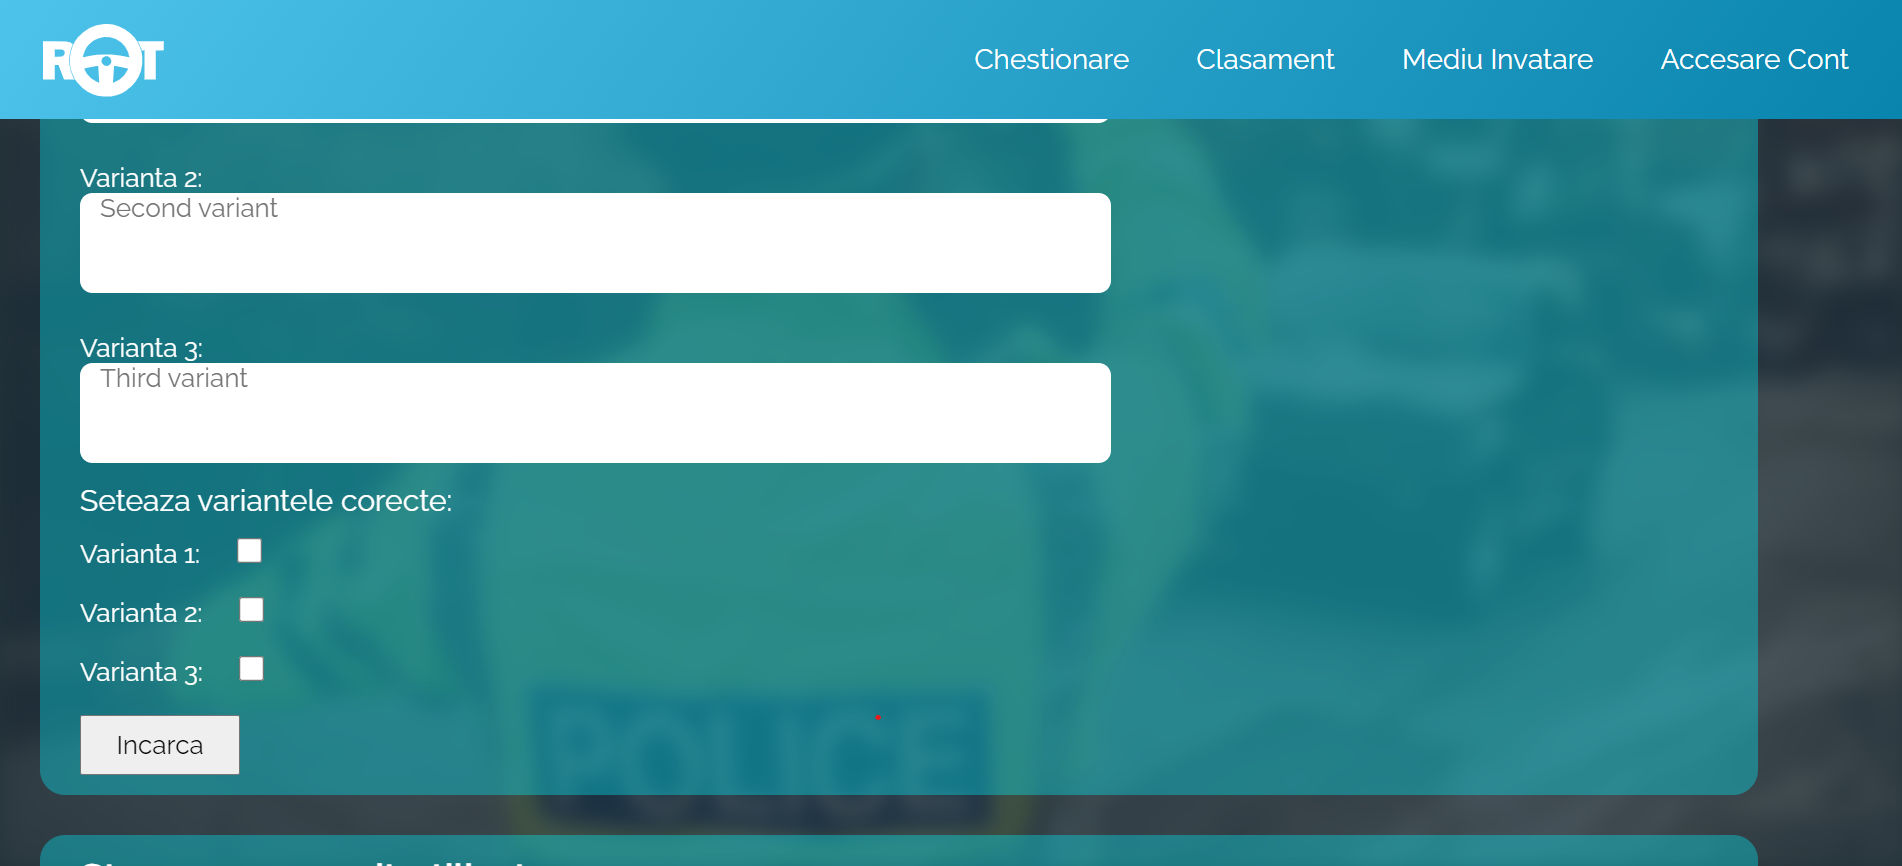 ROT
Chestionare
Clasament
Mediu Invatare
Accesare Cont
Varianta 2:
Second variant
Varianta 3:
Third variant
Seteaza variantele corecte:
Varianta 1:
Varianta 2:
Varianta 3:
Incarca
POLICE